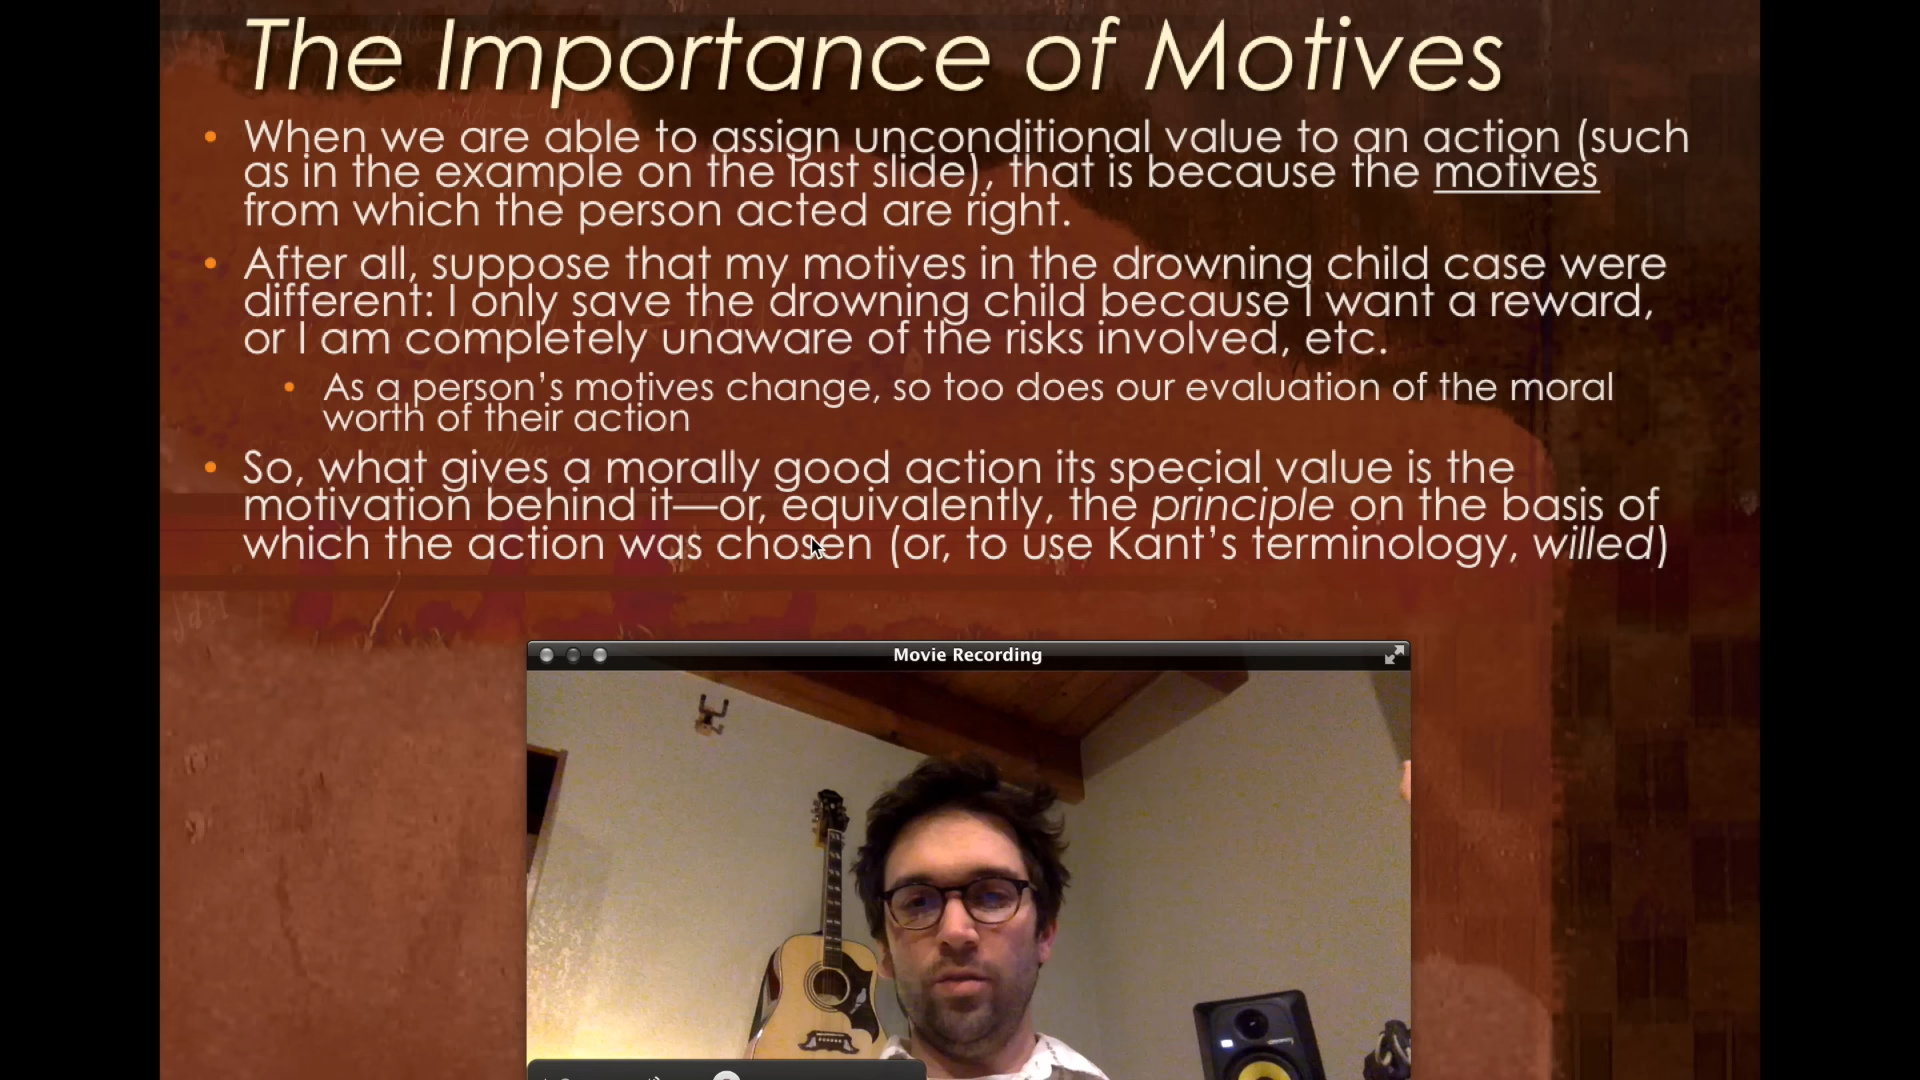 The Importance of Motives
• When we are able to assign unconditional value to an action (such
as in the example on the last slide), that is because the motives
from which the person acted are right.
• After all, suppose that my motives in the drowning child case were
different: I only save the drowning child because I want a reward,
or I am completely unaware of the risks involved, etc.
• As a person’s motives change, so too does our evaluation of the moral
worth of their action
• So, what gives a morally good action its special value is the
motivation behind it—or, equivalently, the principle on the basis of
which the action was chosen (or, to use Kant’s terminology, willed)
Movie Recording